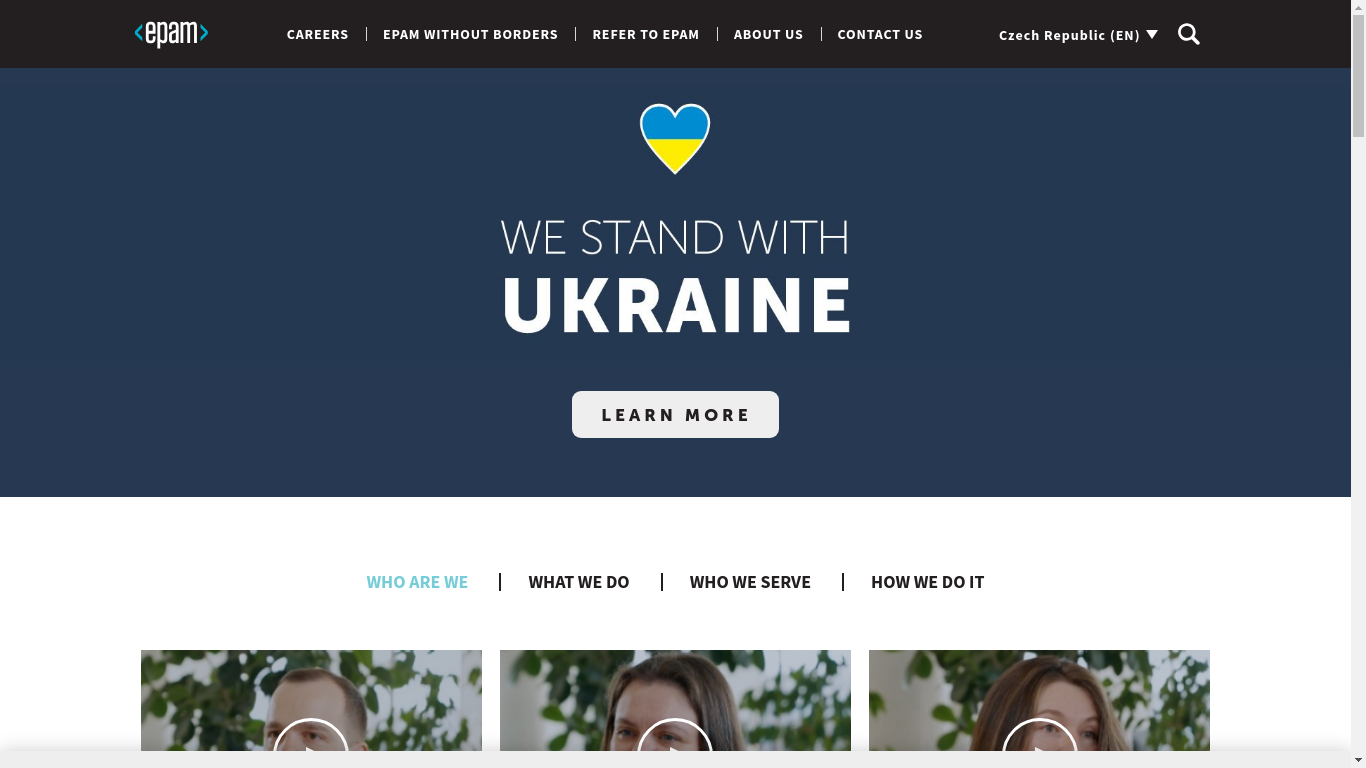 <epam>
CAREERS
EPAM WITHOUT BORDERS
REFER TO EPAM
ABOUT US
CONTACT US
Czech Republic (EN)
WE STAND WITH
UKRAINE
LEARN MORE
WHO ARE WE
WHAT WE DO
WHO WE SERVE
HOW WE DO IT